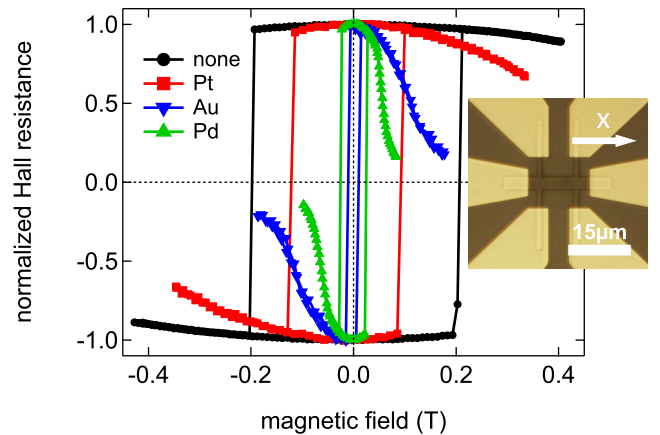 normalized Hall resistance
1.0
0.5
0.0
-0.5
-1.0
none
Pt
Au
Pd
X
15μm
-0.4
-0.2
0.0
0.2
0.4
magnetic field (T)